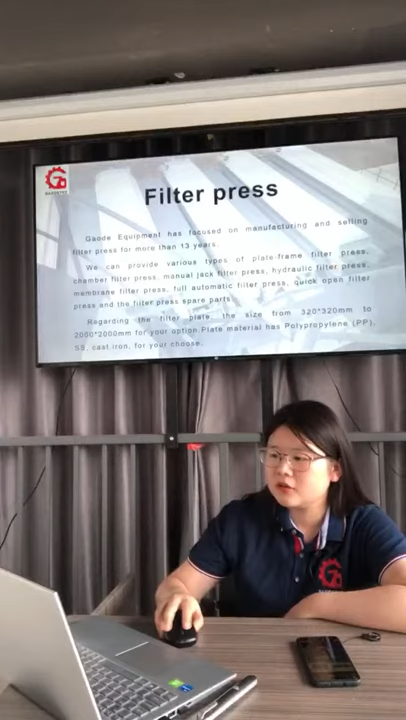 Filter press
Gaode Equipment has focused on manufacturing and selling
filter press for more than 13 years.
We can provide various types of plate-frame filter press,
chamber filter press, manual jack filter press, hydraulic filter press,
membrane filter press, full automatic filter press, quick open filter
press and the filter press spare parts.
Regarding the filter plate, the size from 320*320mm to
2000*2000mm for your option.Plate material has Polypropylene (PP),
SS, cast iron, for your choose.